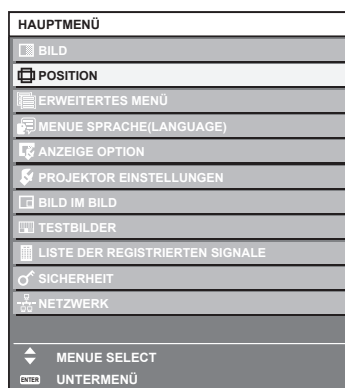 HAUPTMENÜ
BILD
POSITION
ERWEITERTES MENÜ
MENUE SPRACHE(LANGUAGE)
ANZEIGE OPTION
PROJEKTOR EINSTELLUNGEN
BILD IM BILD
TESTBILDER
LISTE DER REGISTRIERTEN SIGNALE
SICHERHEIT
NETZWERK
MENUE SELECT
ENTER UNTERMENÜ